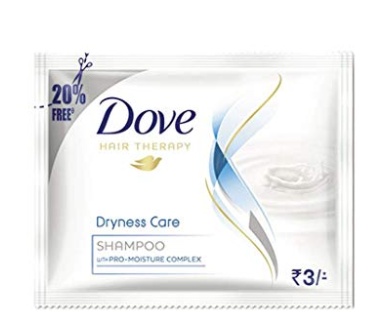 20%
FREE*
Dove
HAIR THERAPY
Dryness Care
SHAMPOO
with PRO-MOISTURE COMPLEX
₹3/-